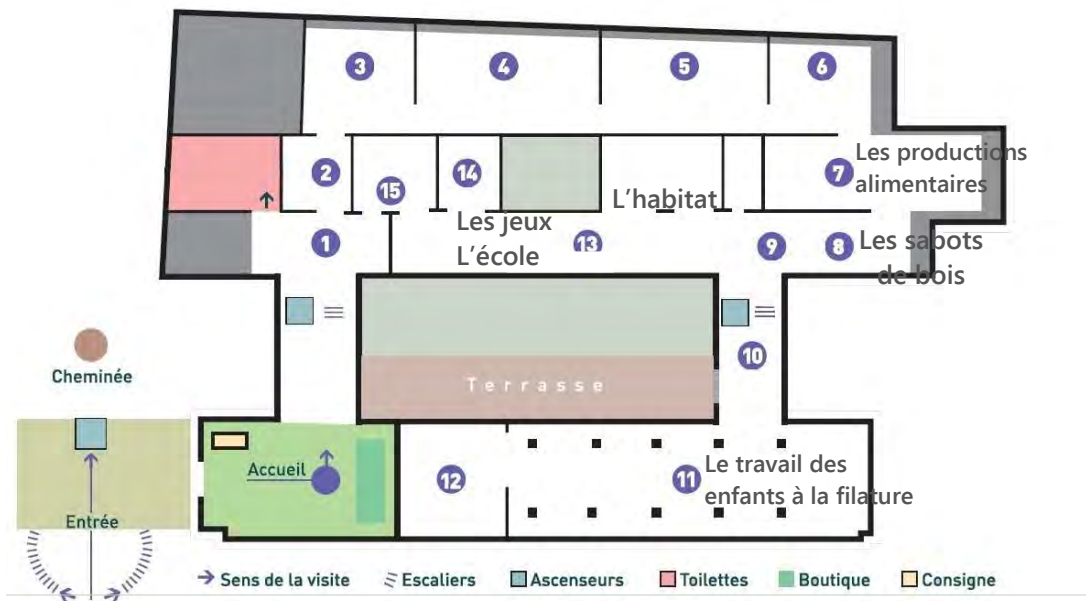 3
4
5
6
2
15
14
7
Les productions
alimentaires
L'habitat
1
Les jeux
L'école
13
9
8
Les sabots
de bois
10
Cheminée
Terrasse
Accueil
12
11
Le travail des
enfants à la filature
Entrée
Sens de la visite
Escaliers
Ascenseurs
Toilettes
Boutique
Consigne